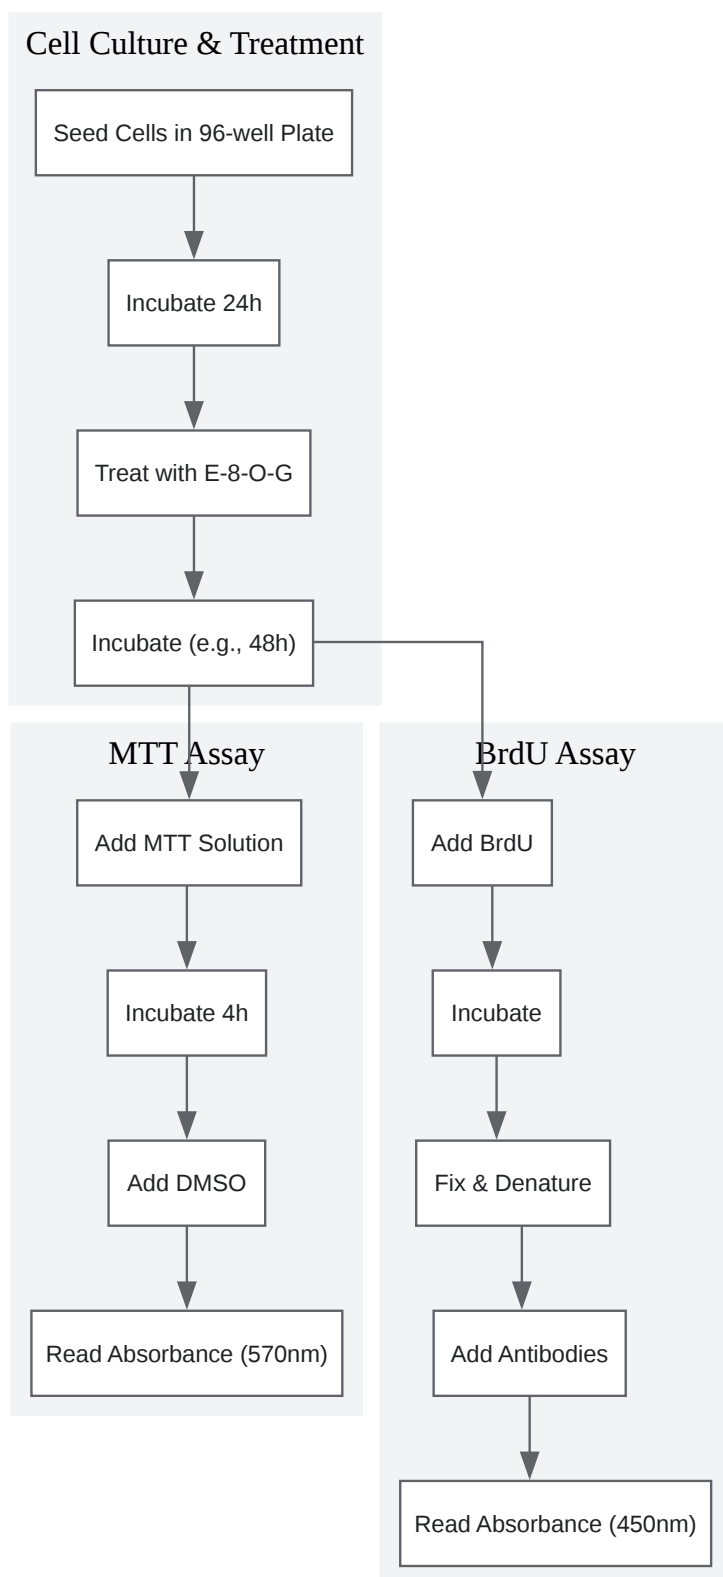 Cell Culture & Treatment
Seed Cells in 96-well Plate
Incubate 24h
Treat with E-8-O-G
Incubate (e.g., 48h)
MTT Assay
Add MTT Solution
Incubate 4h
Add DMSO
Read Absorbance (570nm)
BrdU Assay
Add BrdU
Incubate
Fix & Denature
Add Antibodies
Read Absorbance (450nm)